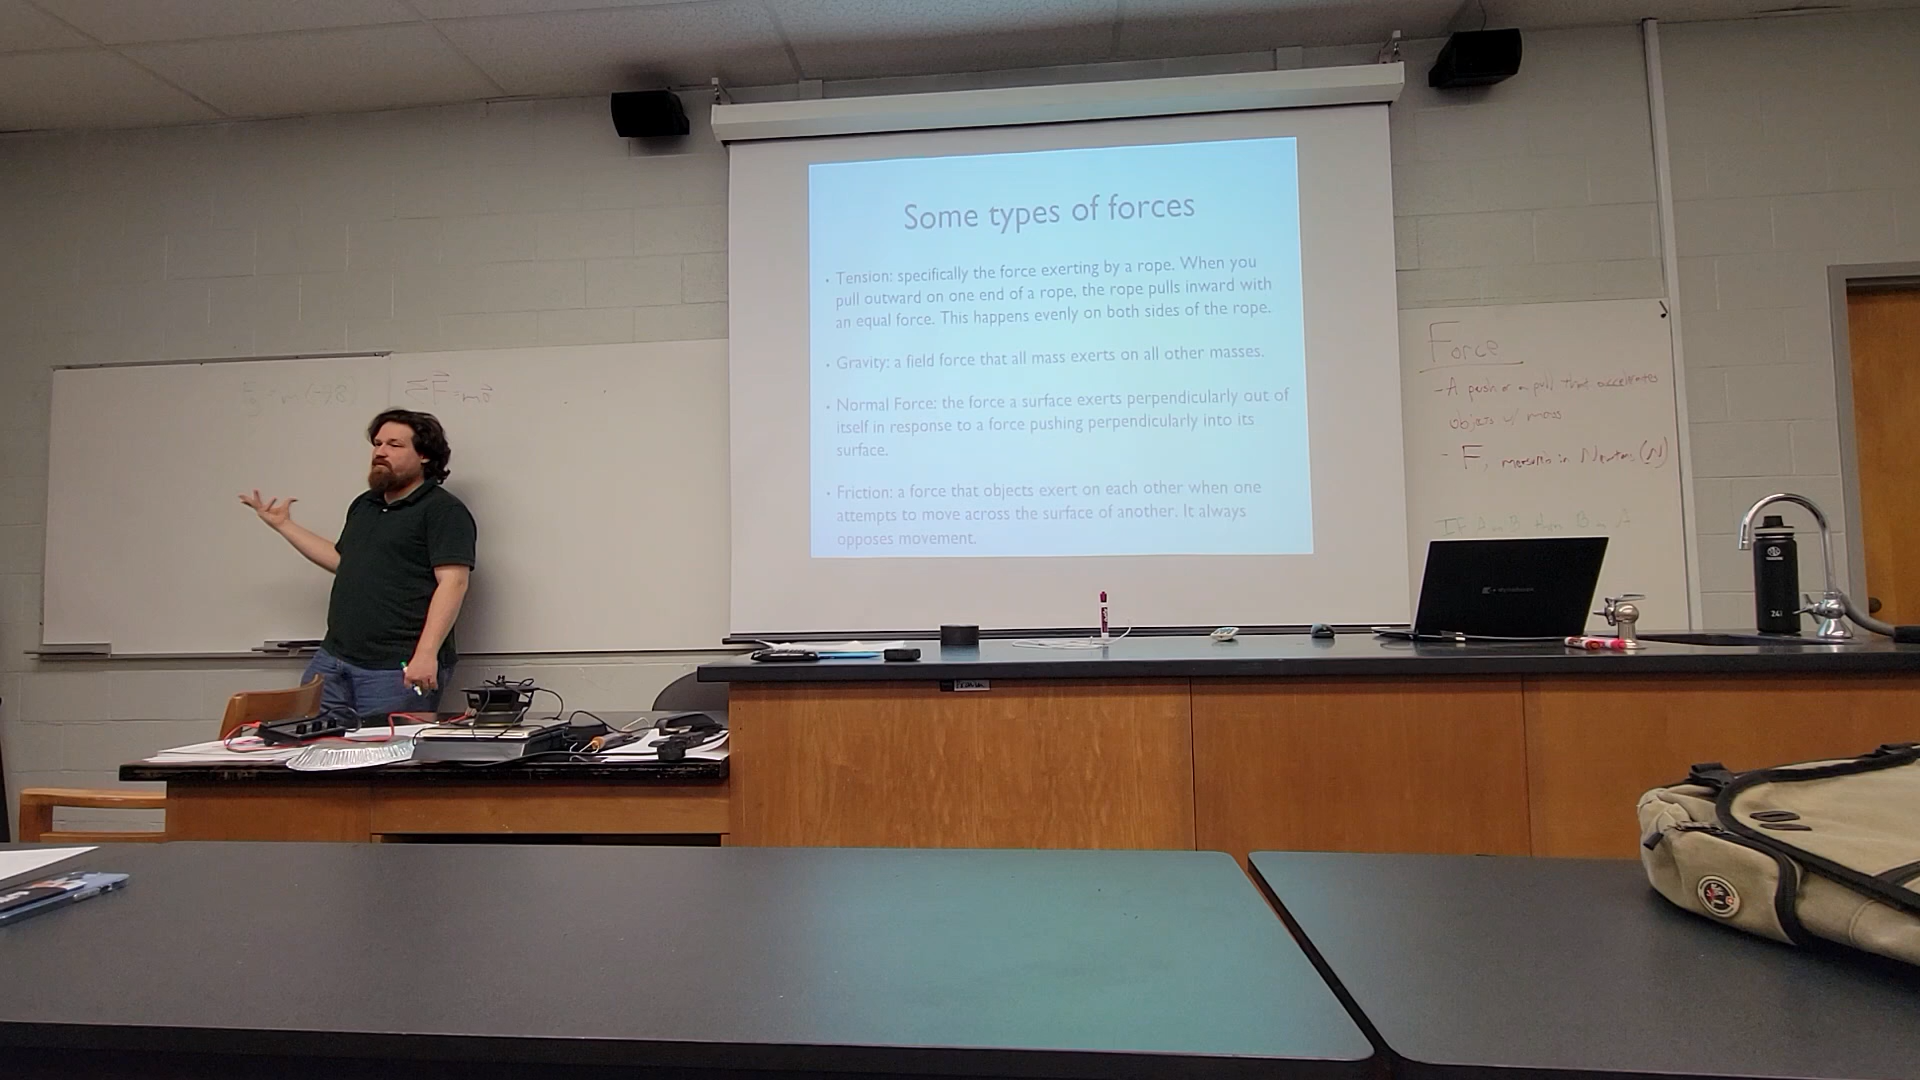 Some types of forces
• Tension: specifically the force exerting by a rope. When you
pull outward on one end of a rope, the rope pulls inward with
an equal force. This happens evenly on both sides of the rope.
• Gravity: a field force that all mass exerts on all other masses.
• Normal Force: the force a surface exerts perpendicularly out of
itself in response to a force pushing perpendicularly into its
surface.
• Friction: a force that objects exert on each other when one
attempts to move across the surface of another. It always
opposes movement.
Force
- A push or a pull that accelerates
objects w/ mass
- F, measured in Newtons (N)